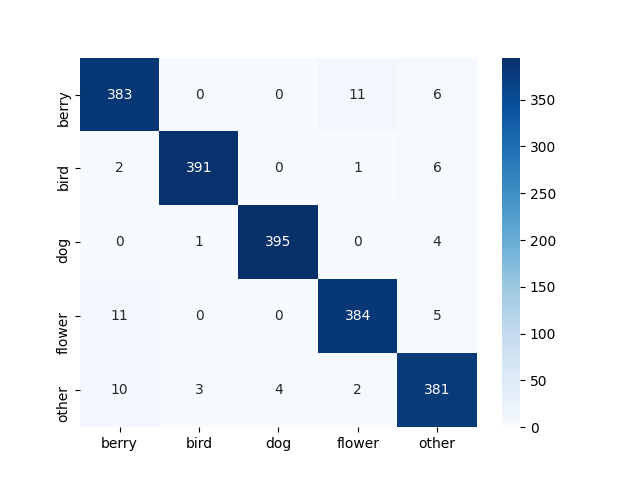 berry 383 0 0 11 6
bird 2 391 0 1 6
dog 0 1 395 0 4
flower 11 0 0 384 5
other 10 3 4 2 381
berry bird dog flower other
350
300
250
200
150
100
50
0